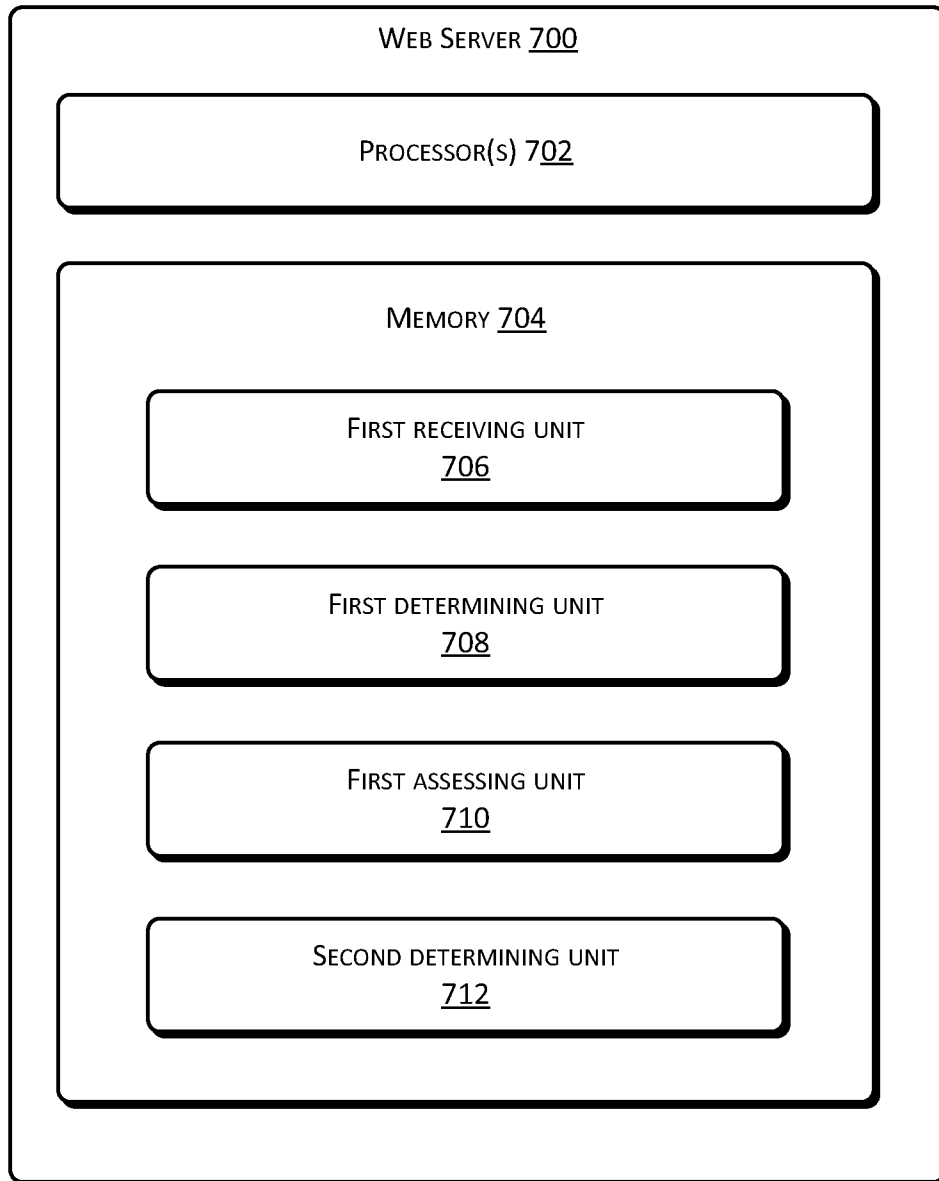 WEB SERVER 700
PROCESSOR(S) 702
MEMORY 704
FIRST RECEIVING UNIT
706
FIRST DETERMINING UNIT
708
FIRST ASSESSING UNIT
710
SECOND DETERMINING UNIT
712